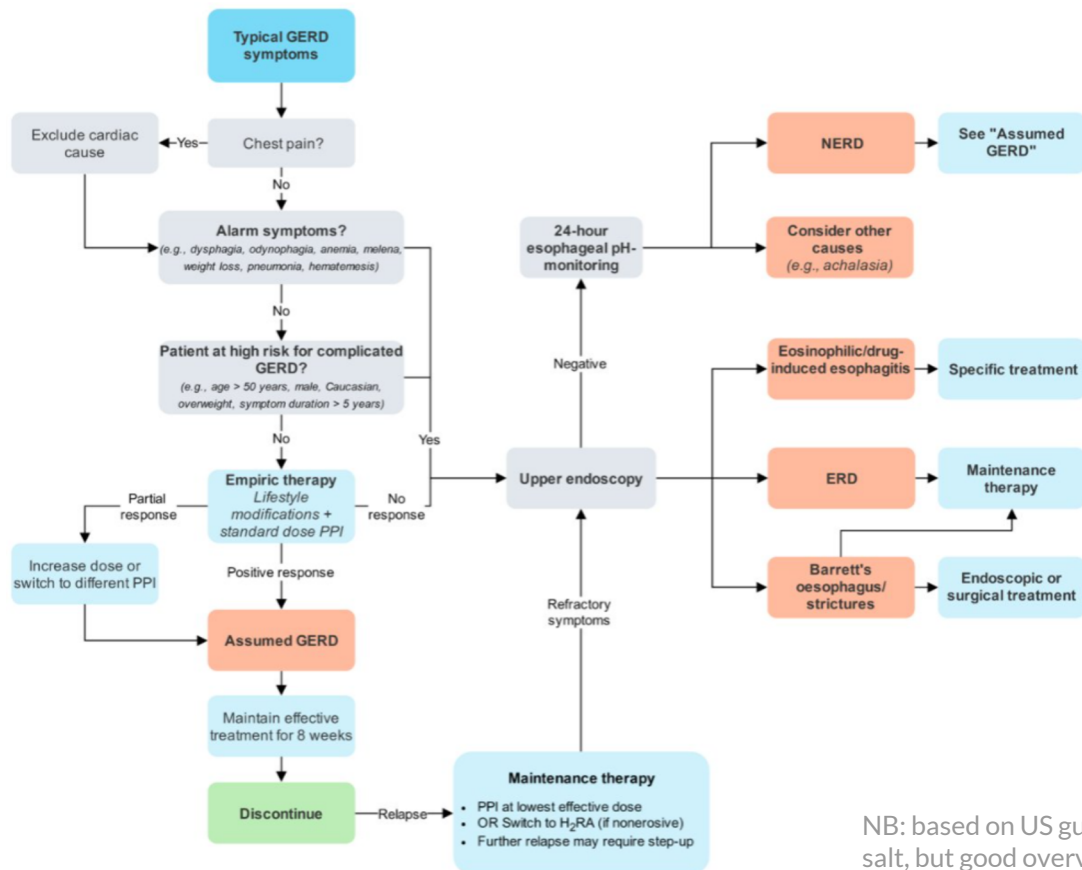 Typical GERD
symptoms
Exclude cardiac
cause
Yes
Chest pain?
No
Alarm symptoms?
(e.g., dysphagia, odynophagia, anemia, melena,
weight loss, pneumonia, hematemesis)
No
Patient at high risk for complicated
GERD?
(e.g., age > 50 years, male, Caucasian,
overweight, symptom duration > 5 years)
No
Yes
Empiric therapy
Lifestyle
modifications +
standard dose PPI
Partial
response
No
response
Increase dose or
switch to different PPI
Positive response
Assumed GERD
Maintain effective
treatment for 8 weeks
Discontinue
Relapse
Maintenance therapy
• PPI at lowest effective dose
• OR Switch to H₂RA (if nonerosive)
• Further relapse may require step-up
Refractory
symptoms
Upper endoscopy
Negative
24-hour
esophageal pH-
monitoring
NERD
See "Assumed
GERD"
Consider other
causes
(e.g., achalasia)
Eosinophilic/drug-
induced esophagitis
Specific treatment
ERD
Maintenance
therapy
Barrett's
oesophagus/
strictures
Endoscopic or
surgical treatment
NB: based on US gu
salt, but good overv